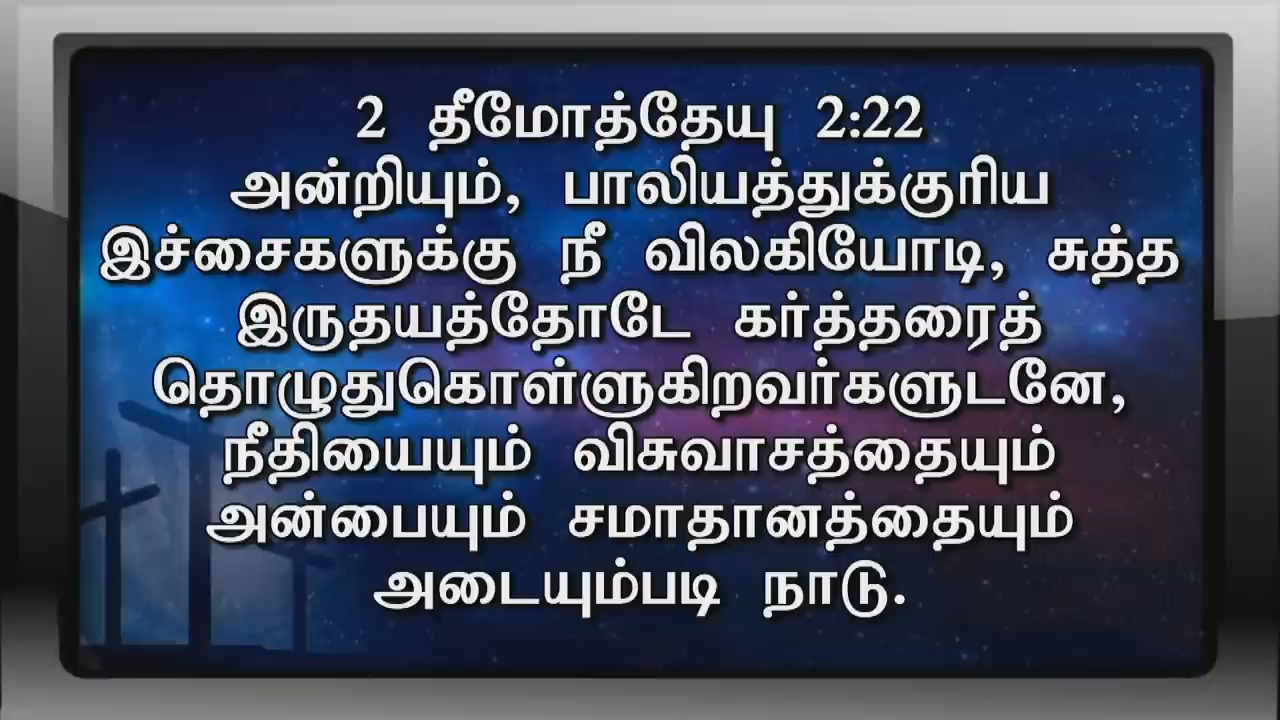 2 தீமோத்தேயு 2:22
அன்றியும், பாலியத்துக்குரிய
இச்சைகளுக்கு நீ விலகியோடி, சுத்த
இருதயத்தோடே கர்த்தரைத்
தொழுதுகொள்ளுகிறவர்களுடனே,
நீதியையும் விசுவாசத்தையும்
அன்பையும் சமாதானத்தையும்
அடையும்படி நாடு.